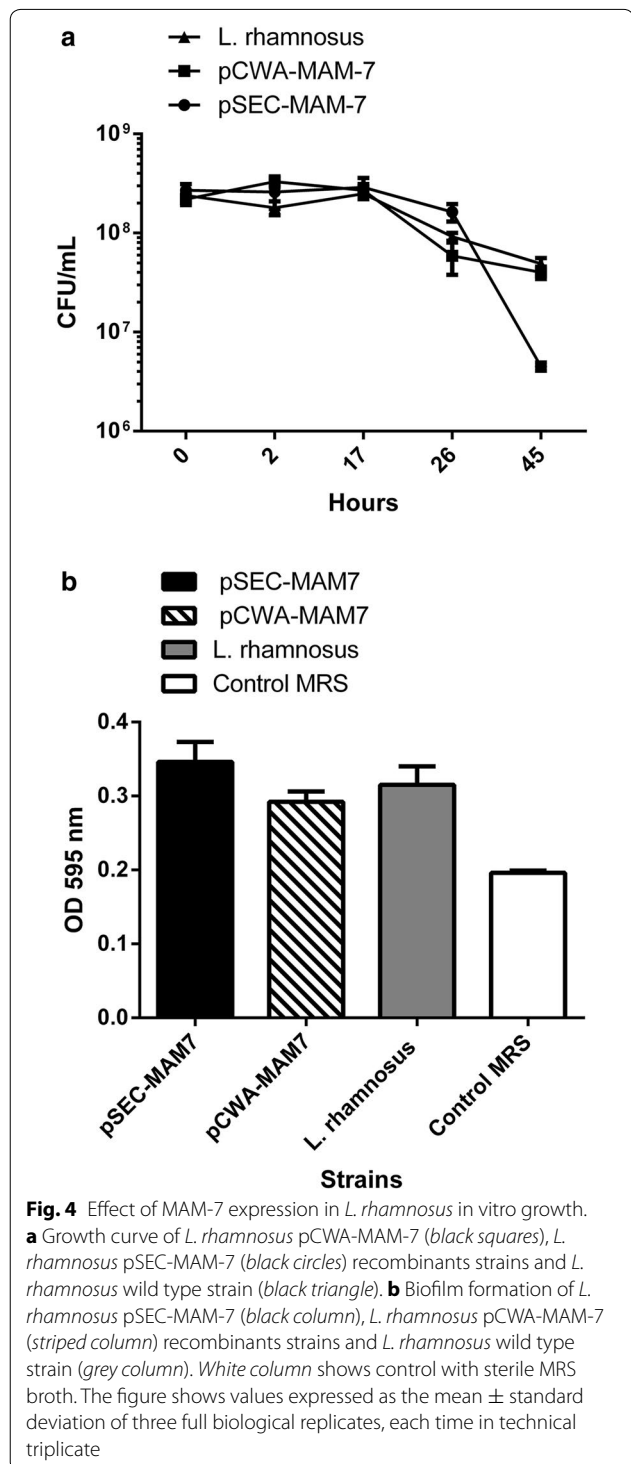 a
L. rhamnosus
pCWA-MAM-7
pSEC-MAM-7
10⁹
10⁸
10⁷
10⁶
CFU/mL
0 2 17 26 45
Hours
b
pSEC-MAM7
pCWA-MAM7
L. rhamnosus
Control MRS
0.4
0.3
0.2
0.1
0.0
OD 595 nm
pSEC-MAM7
pCWA-MAM7
L. rhamnosus
Control MRS
Strains
Fig. 4 Effect of MAM-7 expression in L. rhamnosus in vitro growth.
a Growth curve of L. rhamnosus pCWA-MAM-7 (black squares), L.
rhamnosus pSEC-MAM-7 (black circles) recombinants strains and L.
rhamnosus wild type strain (black triangle). b Biofilm formation of L.
rhamnosus pSEC-MAM-7 (black column), L. rhamnosus pCWA-MAM-7
(striped column) recombinants strains and L. rhamnosus wild type
strain (grey column). White column shows control with sterile MRS
broth. The figure shows values expressed as the mean ± standard
deviation of three full biological replicates, each time in technical
triplicate